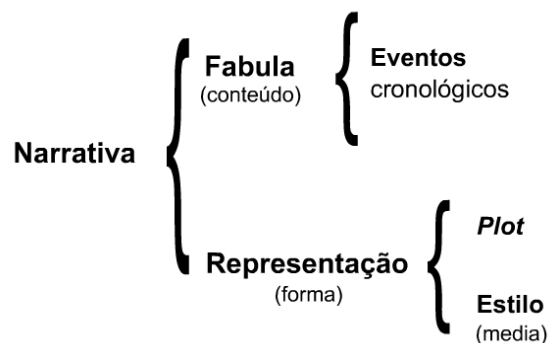 Narrativa
Fabula
(conteúdo)
Eventos
cronológicos
Representação
(forma)
Plot
Estilo
(media)